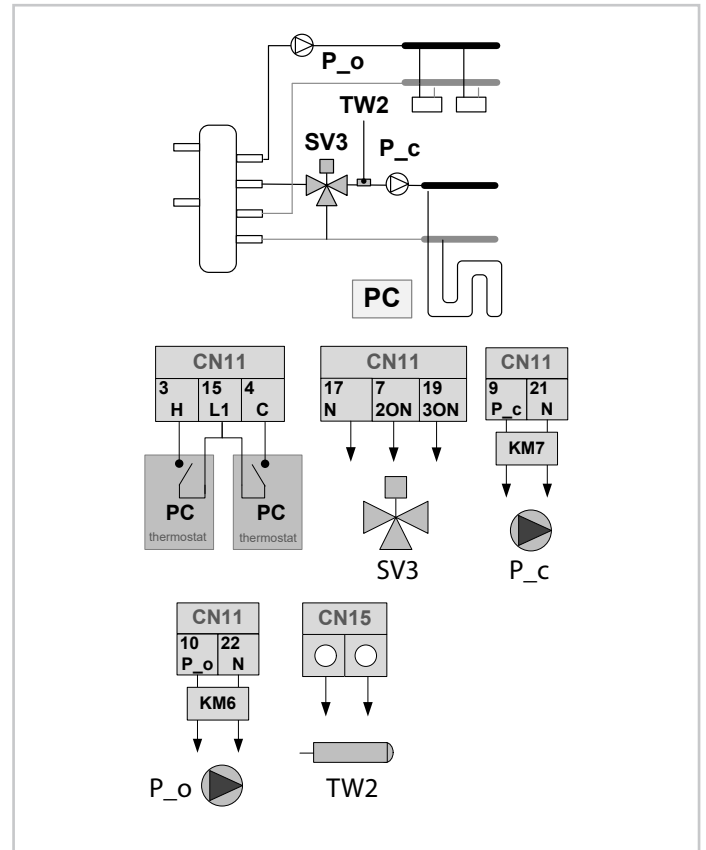 P_o
TW2
SV3
P_c
PC
CN11
3 15 4
H L1 C
PC PC
thermostat thermostat
CN11
17 7 19
N 2ON 3ON
SV3
CN11
9 21
P_c N
KM7
P_c
CN11
10 22
P_o N
KM6
P_o
CN15
TW2